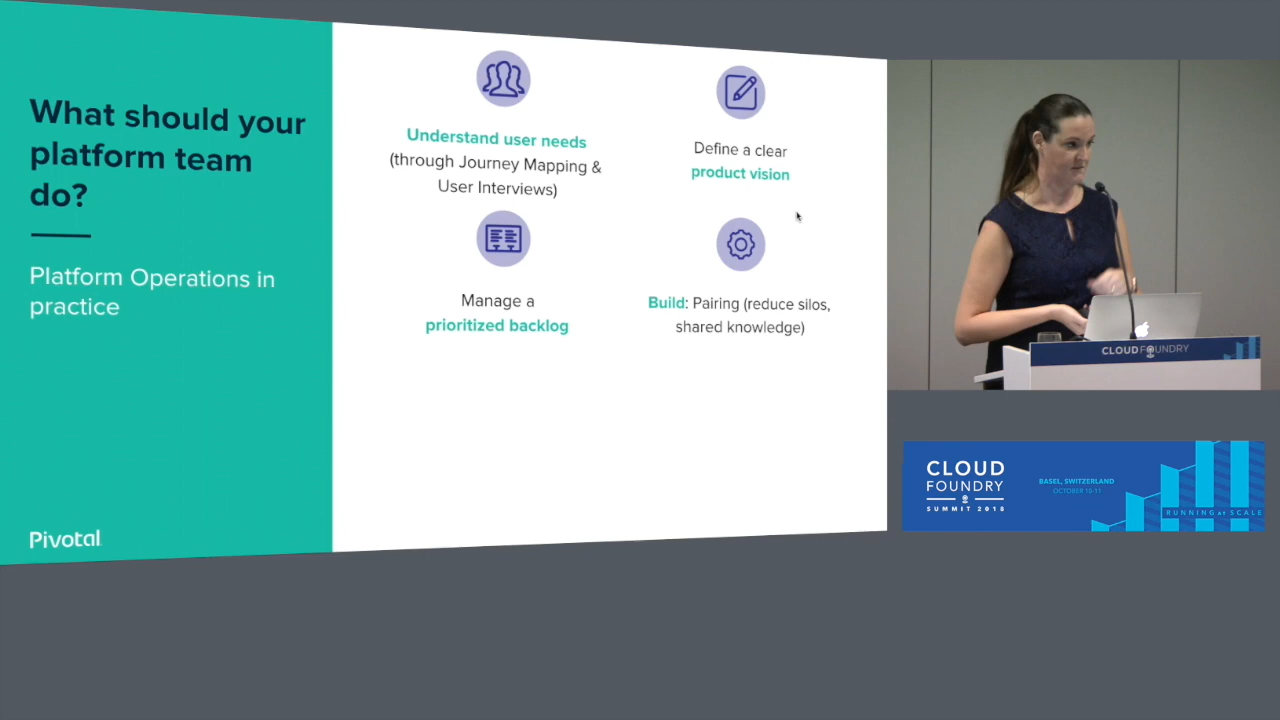 What should your
platform team
do?
Platform Operations in
practice
Pivotal
Understand user needs
(through Journey Mapping &
User Interviews)
Define a clear
product vision
Manage a
prioritized backlog
Build: Pairing (reduce silos,
shared knowledge)
CLOUD FOUNDRY
CLOUD
FOUNDRY
SUMMIT 2018
BASEL, SWITZERLAND
OCTOBER 10-11
RUNNING at SCALE